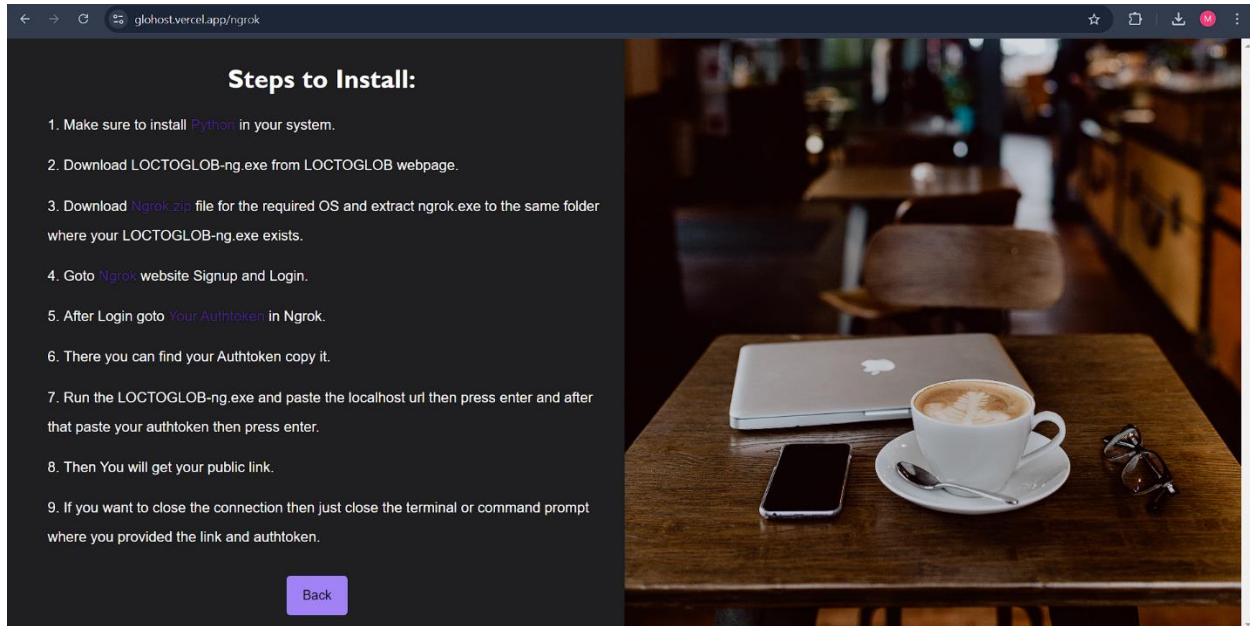 glohost.vercel.app/ngrok
M
Steps to Install:
1. Make sure to install Python in your system.
2. Download LOCTOGLOB-ng.exe from LOCTOGLOB webpage.
3. Download Ngrok zip file for the required OS and extract ngrok.exe to the same folder
where your LOCTOGLOB-ng.exe exists.
4. Goto Ngrok website Signup and Login.
5. After Login goto Your Authtoken in Ngrok.
6. There you can find your Authtoken copy it.
7. Run the LOCTOGLOB-ng.exe and paste the localhost url then press enter and after
that paste your authtoken then press enter.
8. Then You will get your public link.
9. If you want to close the connection then just close the terminal or command prompt
where you provided the link and authtoken.
Back